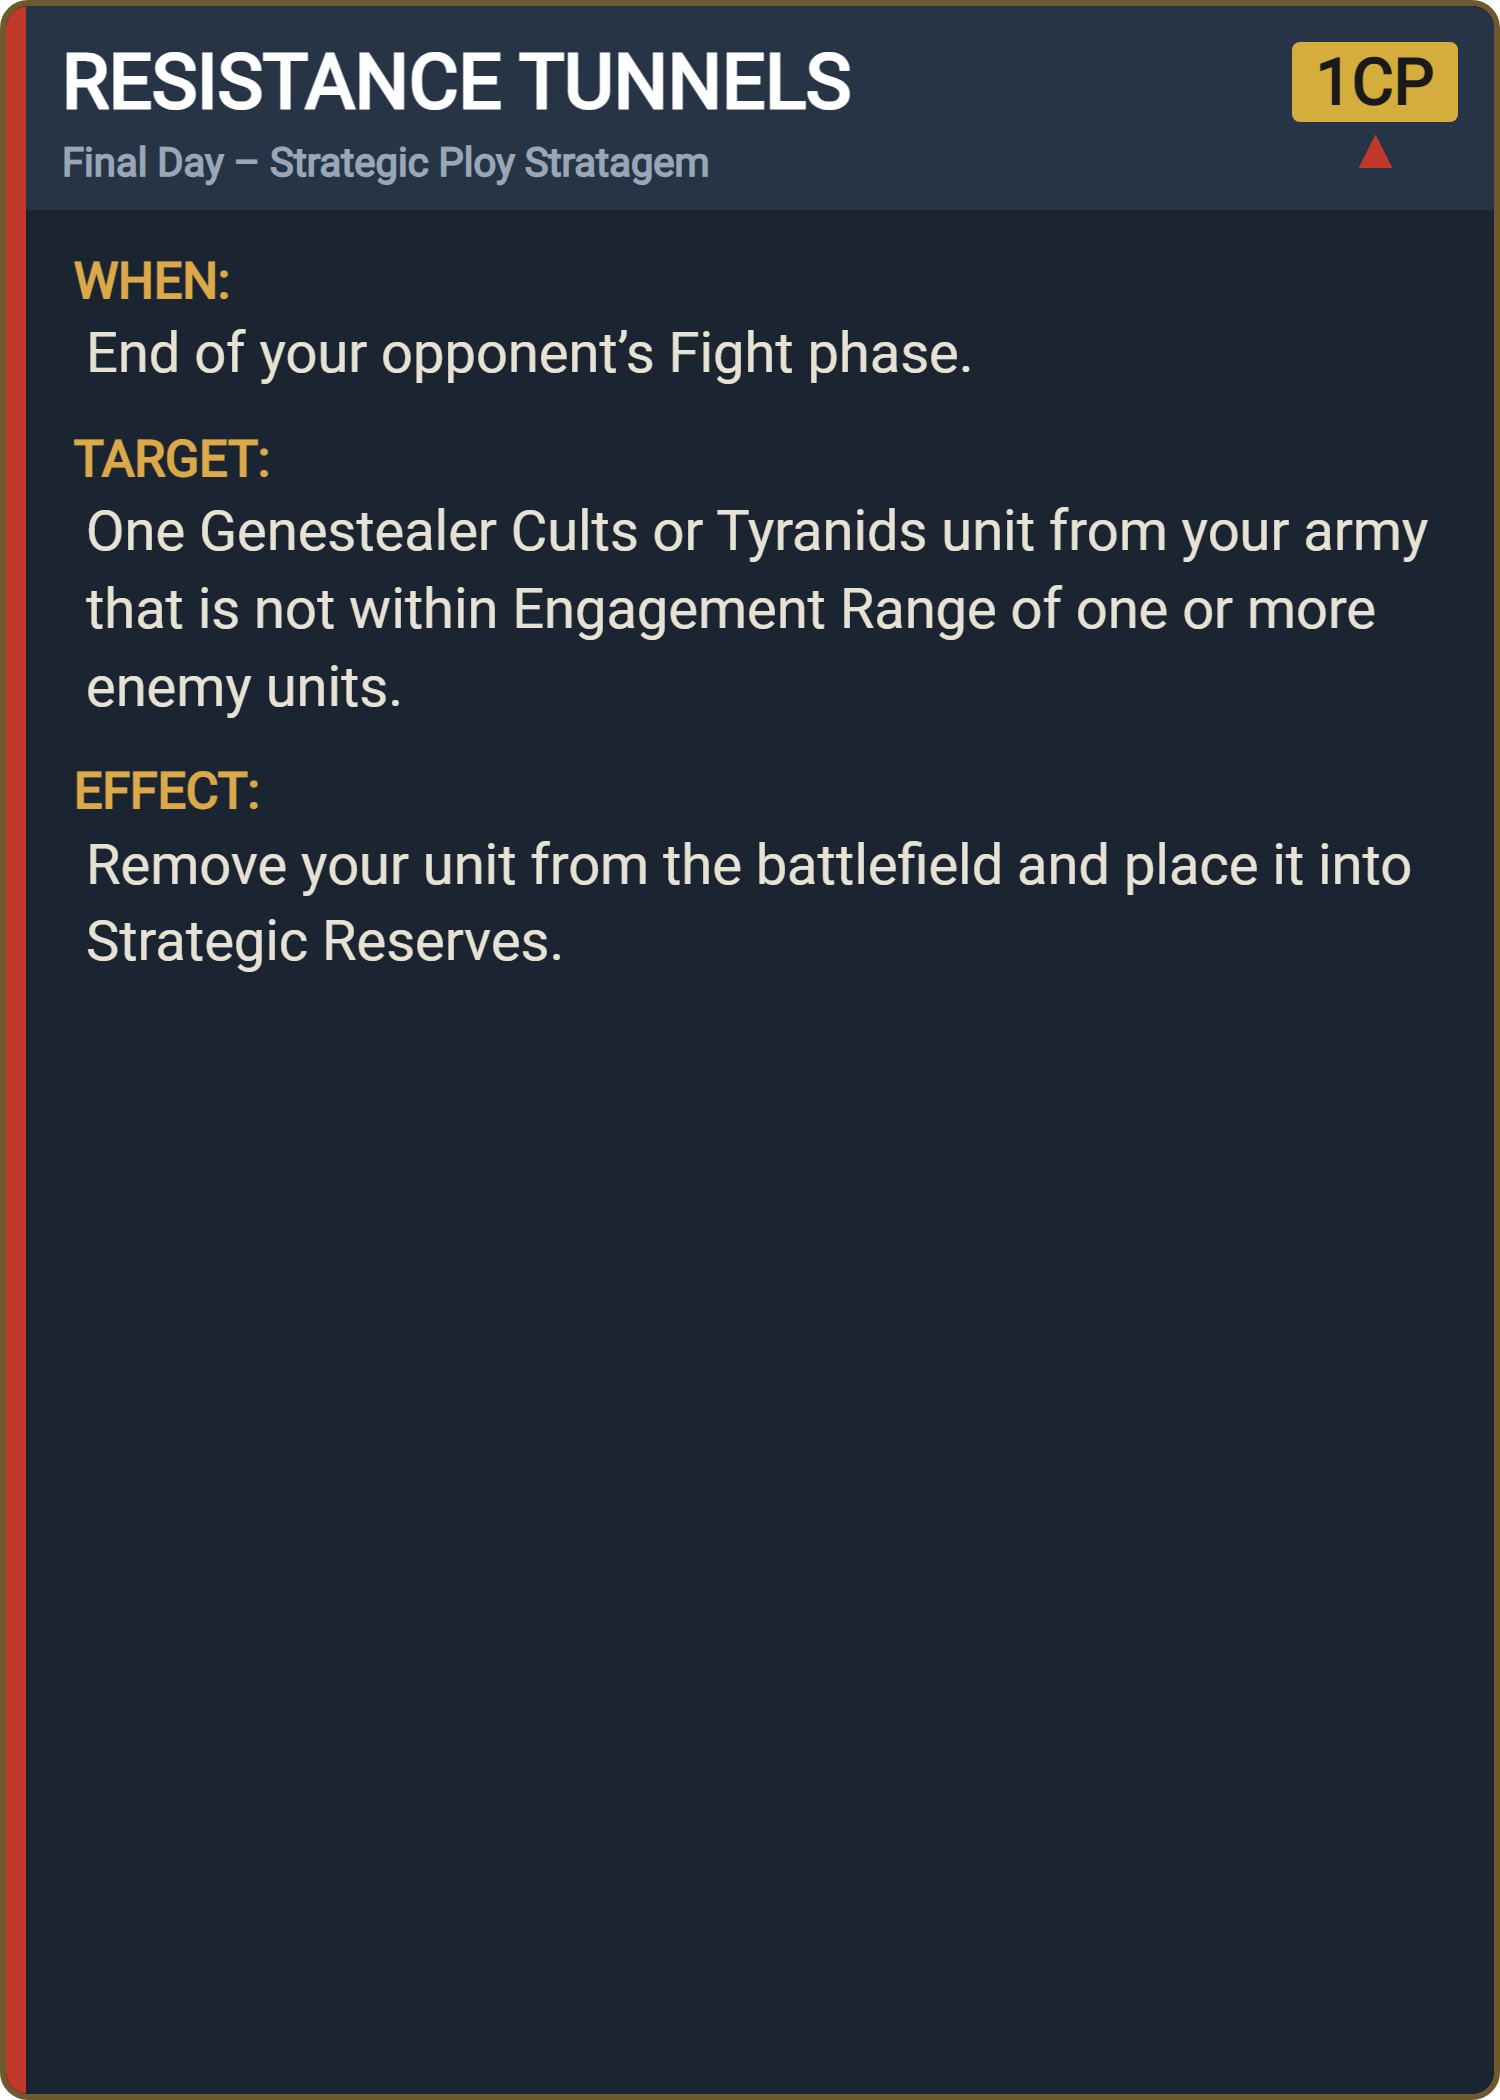 RESISTANCE TUNNELS
1CP
Final Day – Strategic Ploy Stratagem
WHEN:
End of your opponent’s Fight phase.
TARGET:
One Genestealer Cults or Tyranids unit from your army
that is not within Engagement Range of one or more
enemy units.
EFFECT:
Remove your unit from the battlefield and place it into
Strategic Reserves.